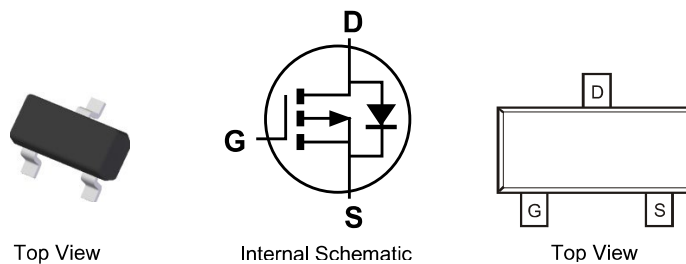 D
G
S
D
G S
Top View
Internal Schematic
Top View